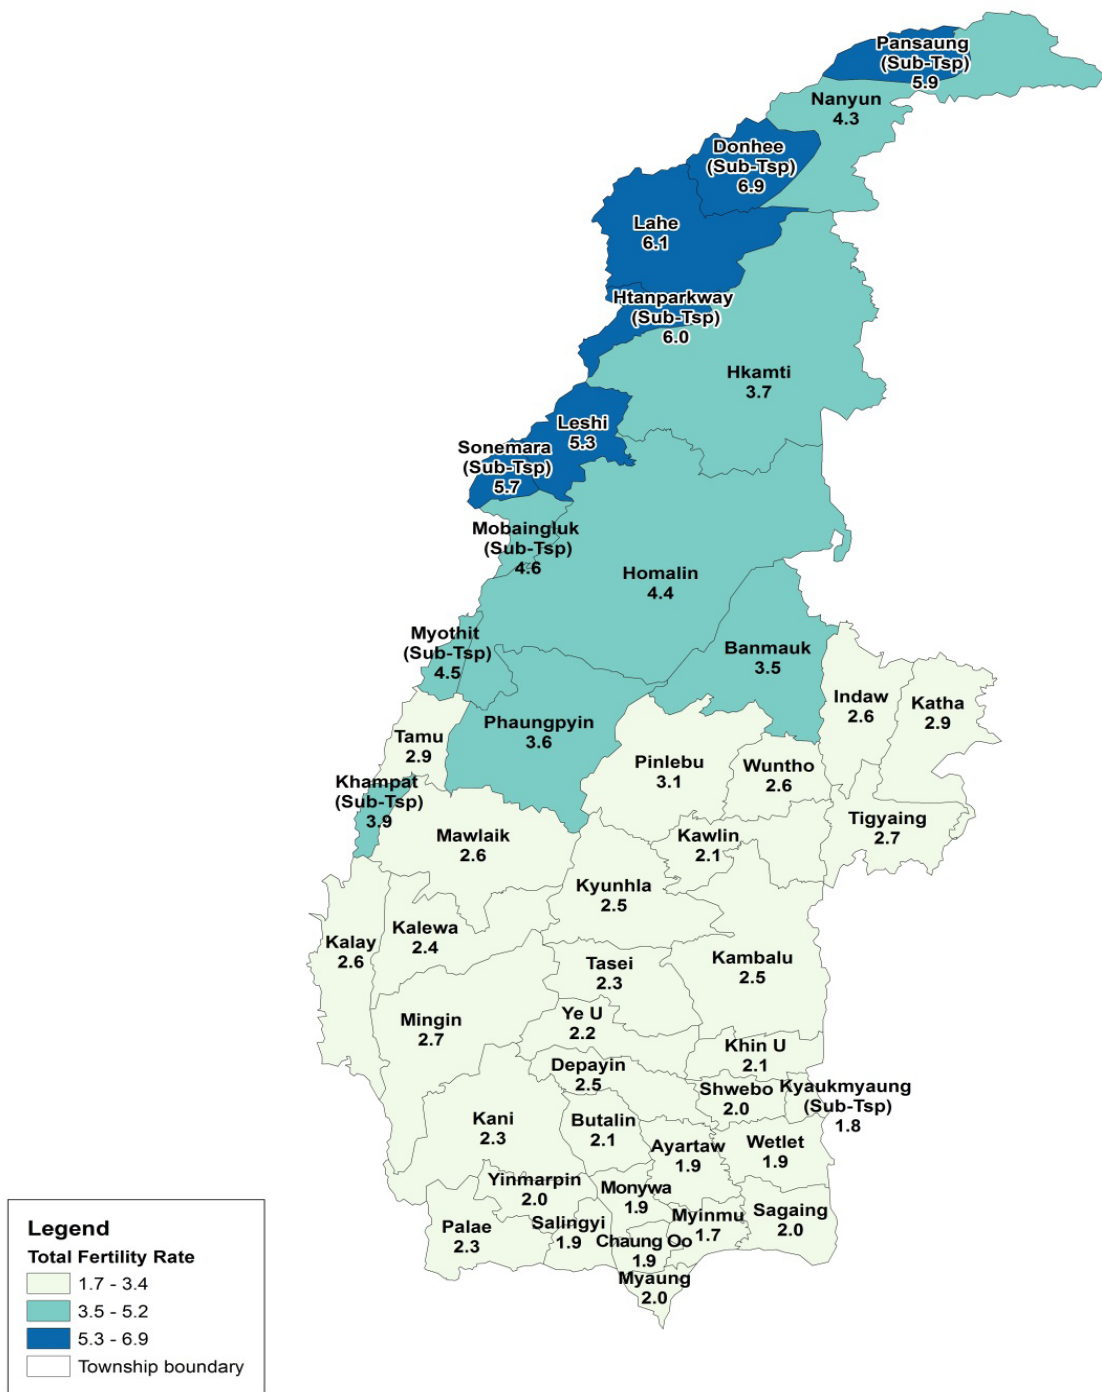 Pansaung
(Sub-Tsp)
5.9
Nanyun
4.3
Donhee
(Sub-Tsp)
6.9
Lahe
6.1
Htanparkway
(Sub-Tsp)
6.0
Hkamti
3.7
Leshi
5.3
Sonemara
(Sub-Tsp)
5.7
Mobaingluk
(Sub-Tsp)
4.6
Homalin
4.4
Myothit
(Sub-Tsp)
4.5
Banmauk
3.5
Indaw
2.6
Katha
2.9
Phaungpyin
3.6
Tamu
2.9
Pinlebu
3.1
Wuntho
2.6
Khampat
(Sub-Tsp)
3.9
Tigyaing
2.7
Mawlaik
2.6
Kawlin
2.1
Kyunhla
2.5
Kalewa
2.4
Kalay
2.6
Kambalu
2.5
Tasei
2.3
Ye U
2.2
Mingin
2.7
Khin U
2.1
Depayin
2.5
Shwebo
2.0
Kyaukmyaung
(Sub-Tsp)
1.8
Kani
2.3
Butalin
2.1
Ayartaw
1.9
Wetlet
1.9
Yinmarpin
2.0
Monywa
1.9
Myinmu
1.7
Sagaing
2.0
Palae
2.3
Salingyi
1.9
Chaung Oo
1.9
Myaung
2.0
Legend
Total Fertility Rate
1.7 - 3.4
3.5 - 5.2
5.3 - 6.9
Township boundary